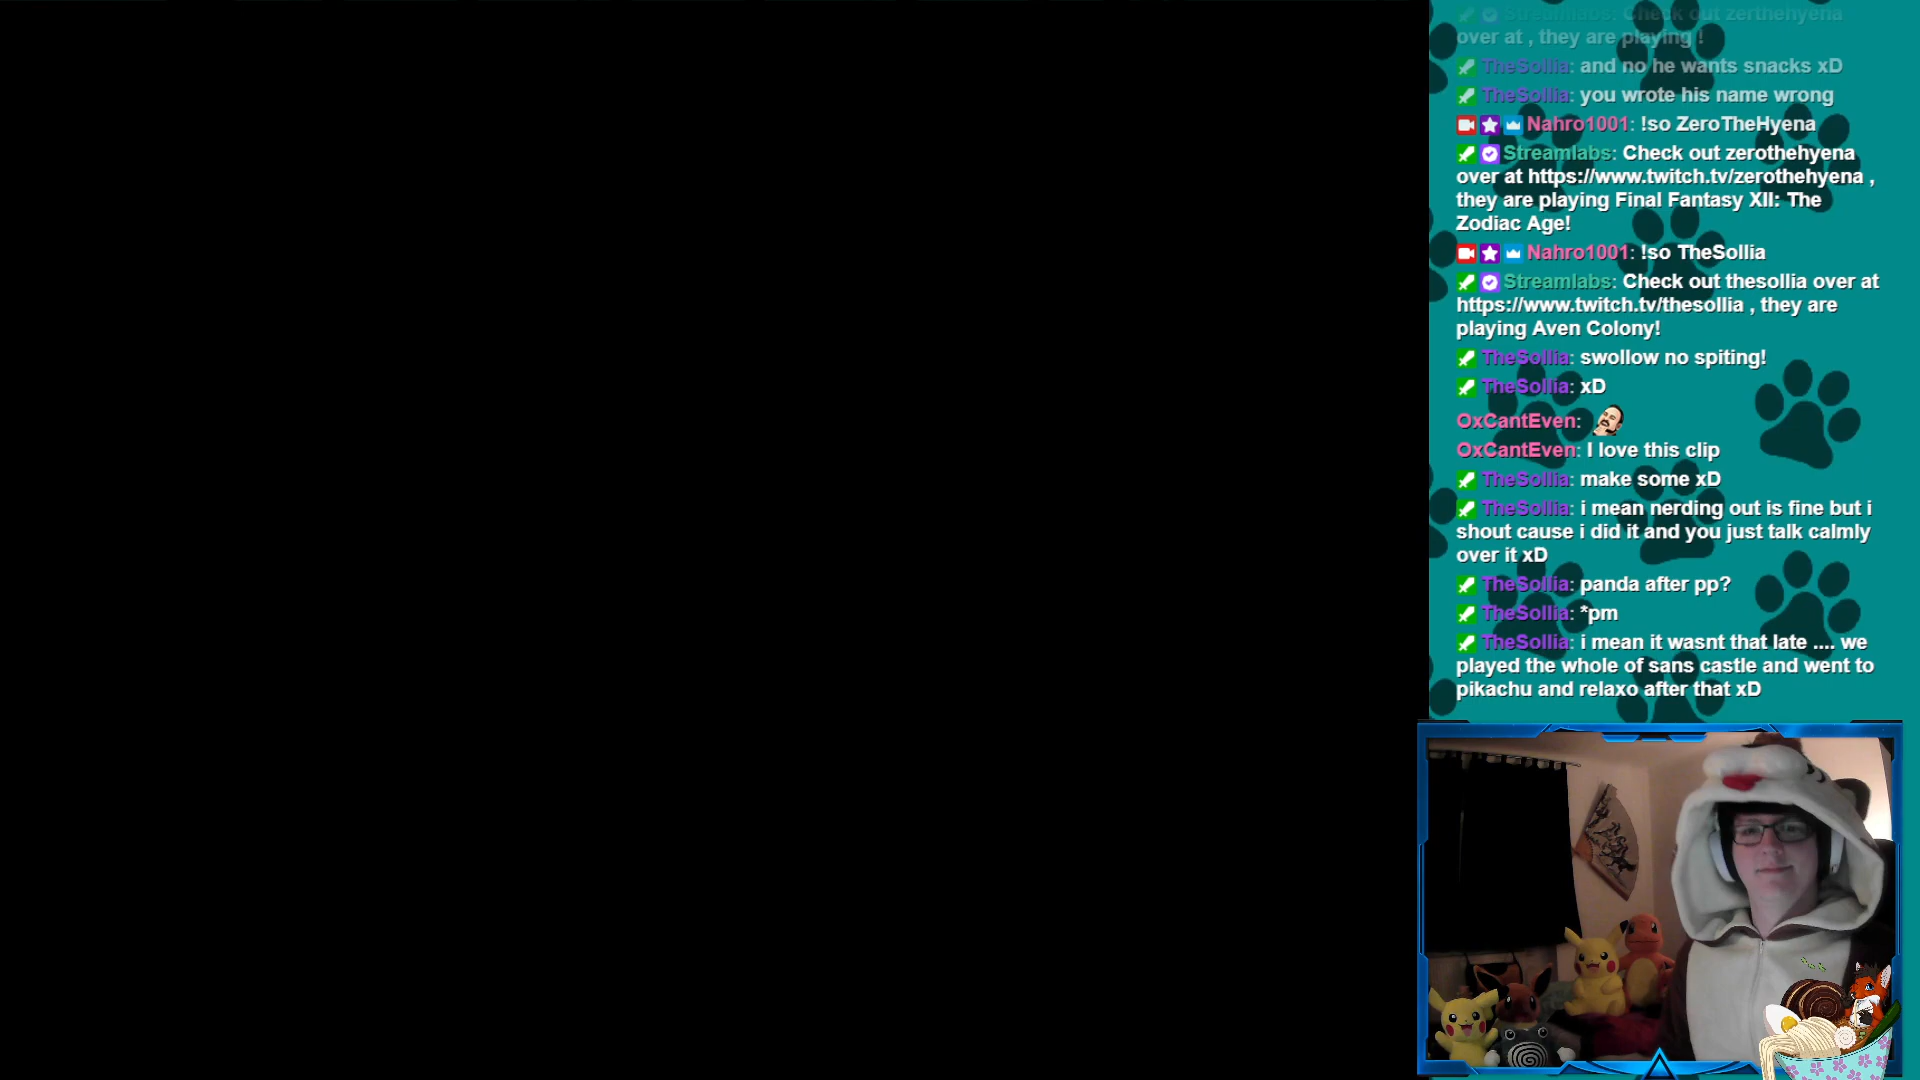 Streamlabs: Check out zerthehyena
over at , they are playing !
TheSollia: and no he wants snacks xD
TheSollia: you wrote his name wrong
Nahro1001: !so ZeroTheHyena
Streamlabs: Check out zerothehyena
over at https://www.twitch.tv/zerothehyena ,
they are playing Final Fantasy XII: The
Zodiac Age!
Nahro1001: !so TheSollia
Streamlabs: Check out thesollia over at
https://www.twitch.tv/thesollia , they are
playing Aven Colony!
TheSollia: swollow no spiting!
TheSollia: xD
OxCantEven:
OxCantEven: I love this clip
TheSollia: make some xD
TheSollia: i mean nerding out is fine but i
shout cause i did it and you just talk calmly
over it xD
TheSollia: panda after pp?
TheSollia: *pm
TheSollia: i mean it wasnt that late .... we
played the whole of sans castle and went to
pikachu and relaxo after that xD